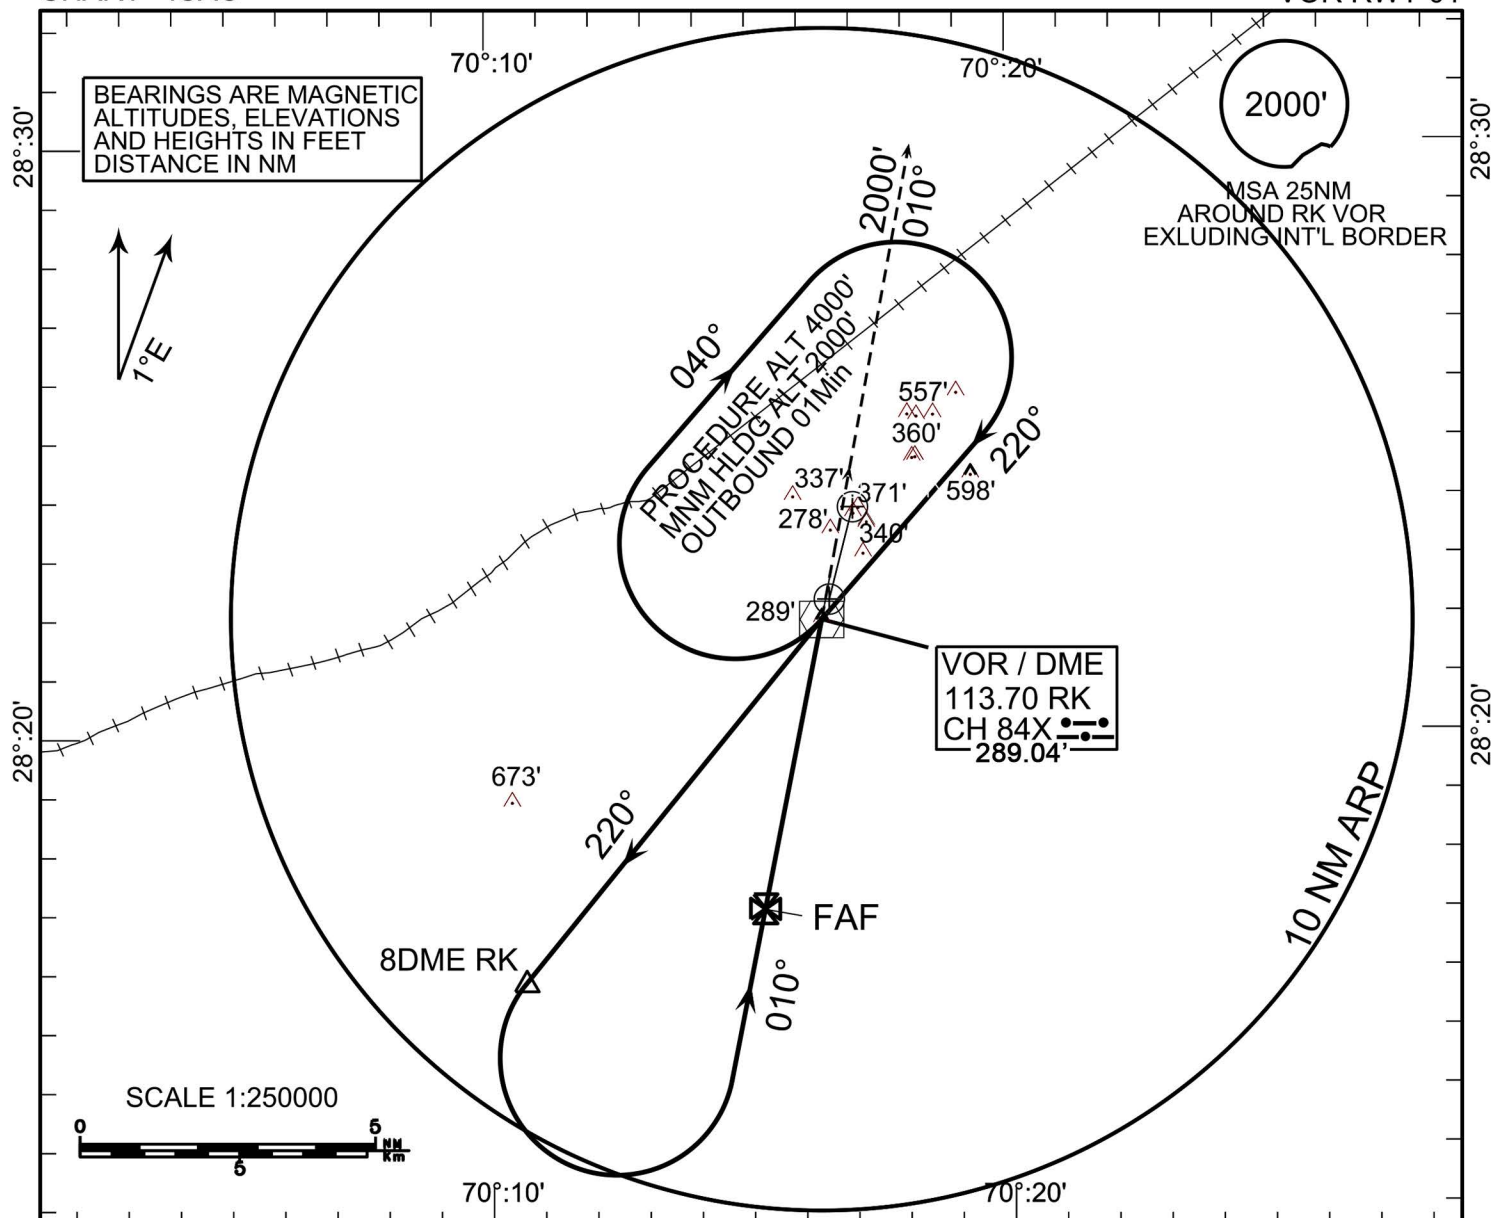 70°:10'
70°:20'
BEARINGS ARE MAGNETIC
ALTITUDES, ELEVATIONS
AND HEIGHTS IN FEET
DISTANCE IN NM
2000'
28°:30'
28°:30'
MSA 25NM
AROUND RK VOR
EXLUDING INT'L BORDER
2000'
010°
1°E
040°
PROCEDURE ALT 4000'
MNM HLDG ALT 2000'
OUTBOUND 01Min
557'
360'
220°
337'
371'
598'
278'
340'
289'
VOR / DME
113.70 RK
CH 84X
289.04'
28°:20'
28°:20'
673'
220°
10 NM ARP
FAF
8DME RK
010°
SCALE 1:250000
0
5
NM
Km
5
70°:10'
70°:20'